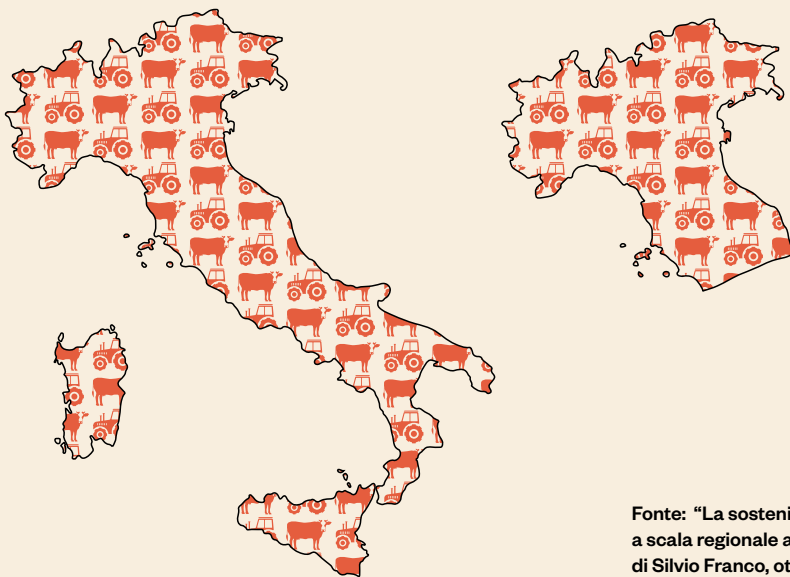 Fonte: “La sosteni
a scala regionale a
di Silvio Franco, ot